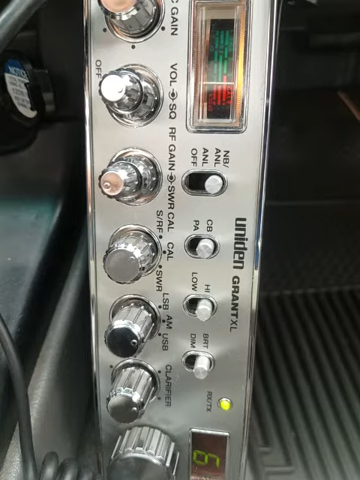 C GAIN
OFF
VOL SQ
RF GAIN SWR CAL
S/RF CAL SWR
LSB AM USB
CLARIFIER
NB/
ANL
ANL
OFF
CB
PA
HI
LOW
BRT
DIM
RX/TX
uniden GRANT XL
6